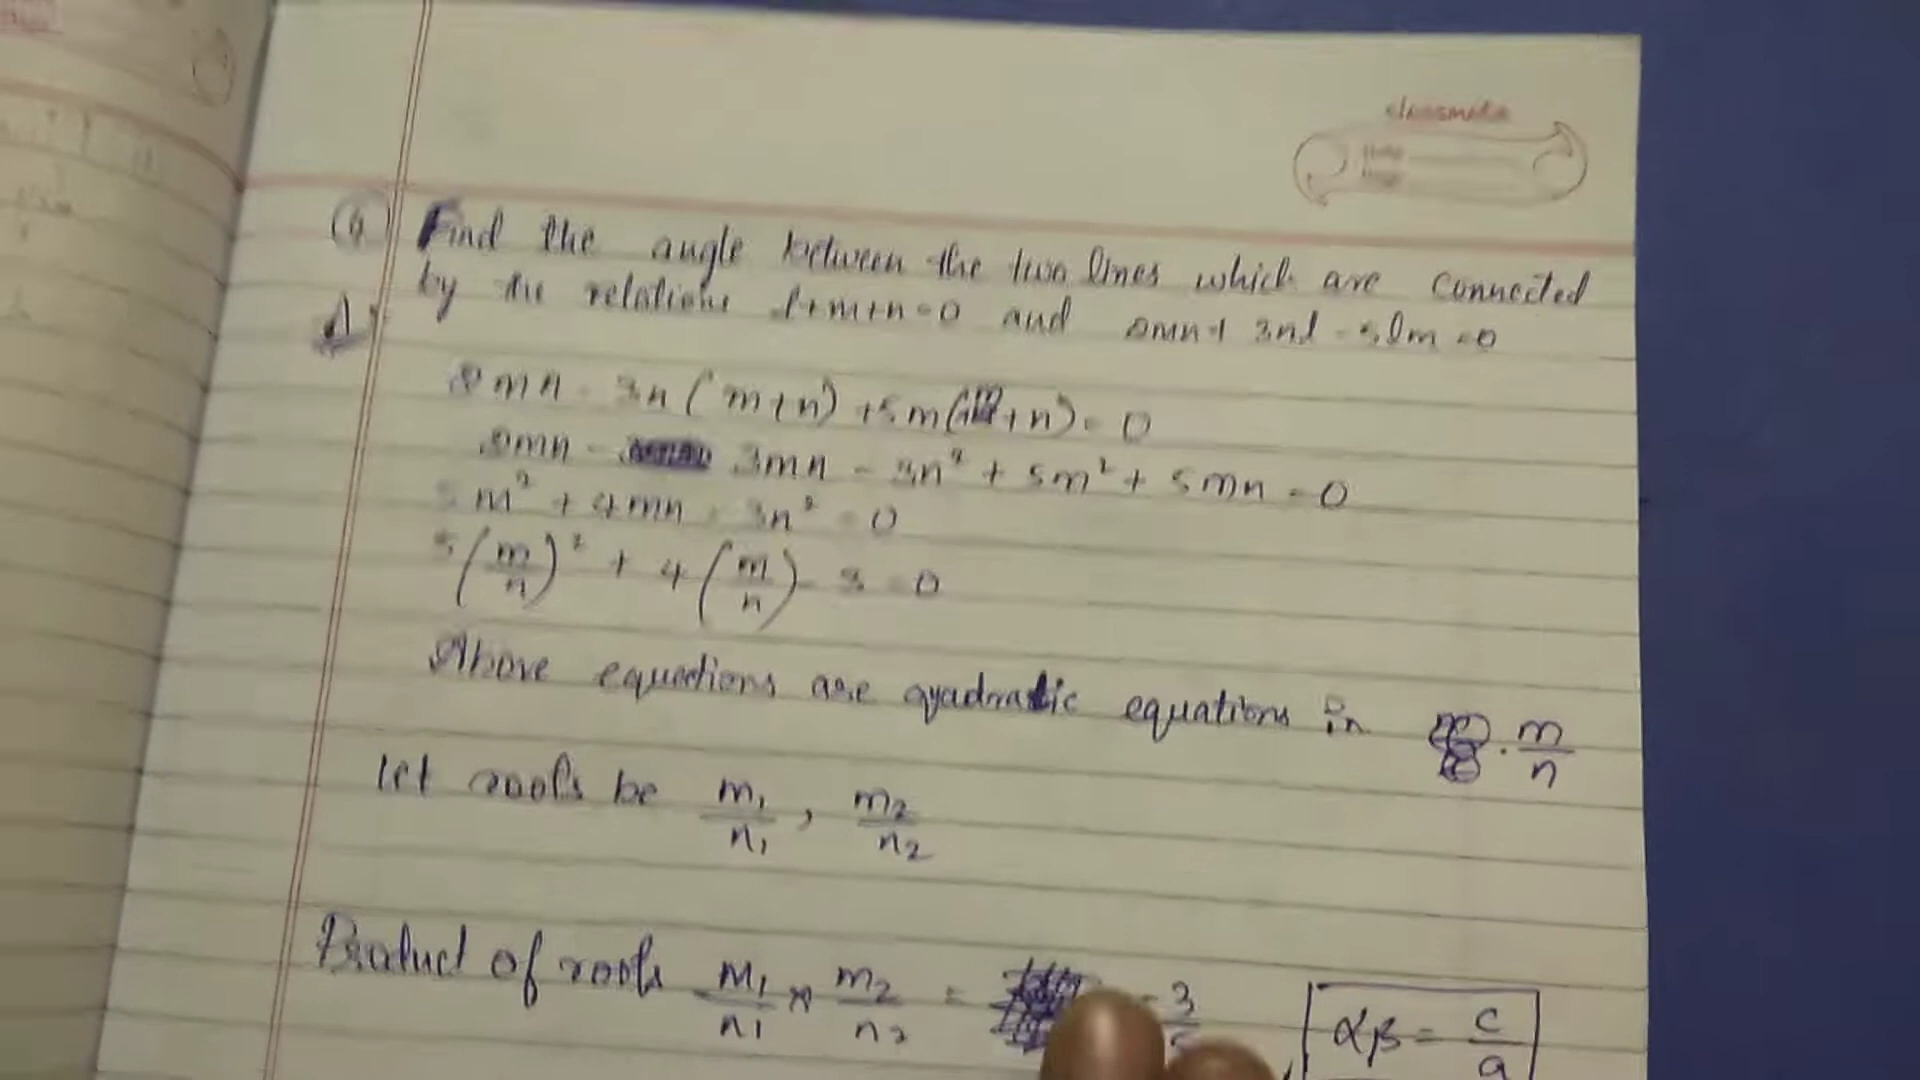 classmate
Q Find the angle between the two lines which are connected
by the relations l+m+n=0 and 2mn+3nl-5lm=0
A
2mn - 3n(m+n) +5m(m+n) = 0
2mn - 3mn - 3n² + 5m² + 5mn = 0
5m² + 4mn - 3n² = 0
5(m/n)² + 4(m/n) - 3 = 0
Above equations are quadratic equations in m/n
let roots be m₁/n₁ , m₂/n₂
Product of roots m₁/n₁ × m₂/n₂ = -3/5 αβ = c/a